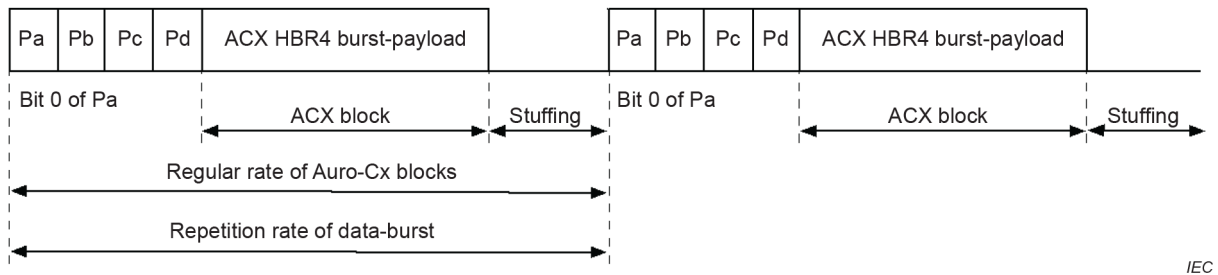 Pa Pb Pc Pd ACX HBR4 burst-payload Pa Pb Pc Pd ACX HBR4 burst-payload
Bit 0 of Pa Bit 0 of Pa
ACX block Stuffing ACX block Stuffing
Regular rate of Auro-Cx blocks
Repetition rate of data-burst
IEC